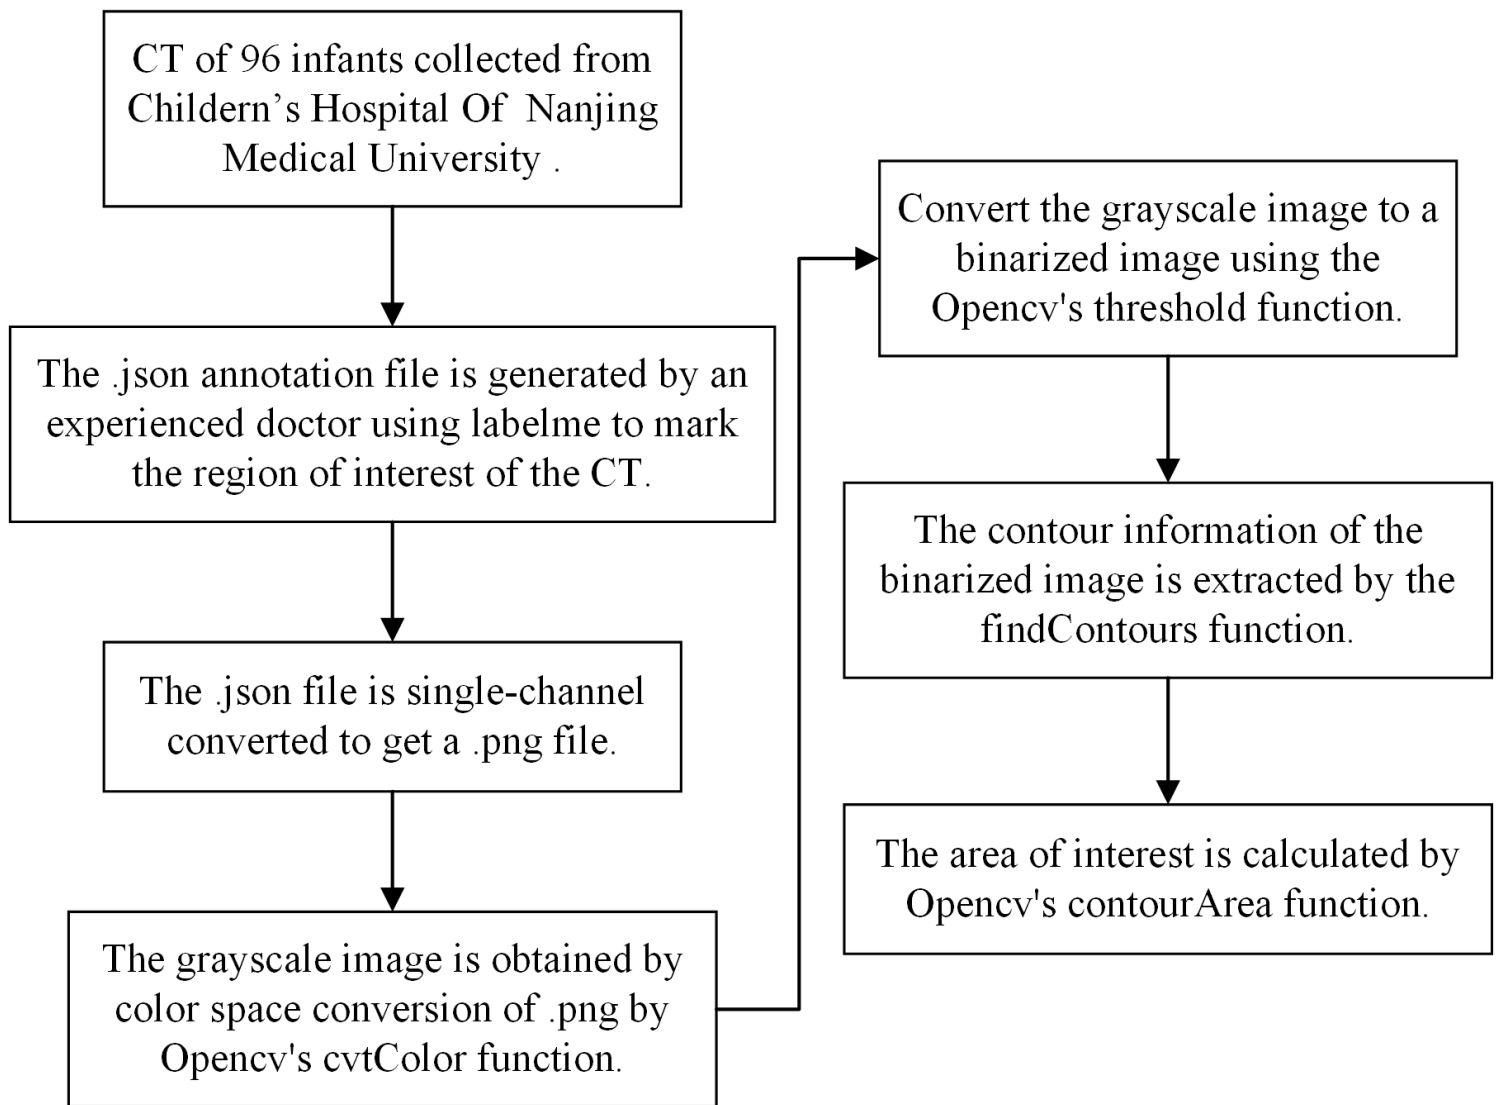 CT of 96 infants collected from
Childern’s Hospital Of Nanjing
Medical University .
The .json annotation file is generated by an
experienced doctor using labelme to mark
the region of interest of the CT.
The .json file is single-channel
converted to get a .png file.
The grayscale image is obtained by
color space conversion of .png by
Opencv's cvtColor function.
Convert the grayscale image to a
binarized image using the
Opencv's threshold function.
The contour information of the
binarized image is extracted by the
findContours function.
The area of interest is calculated by
Opencv's contourArea function.